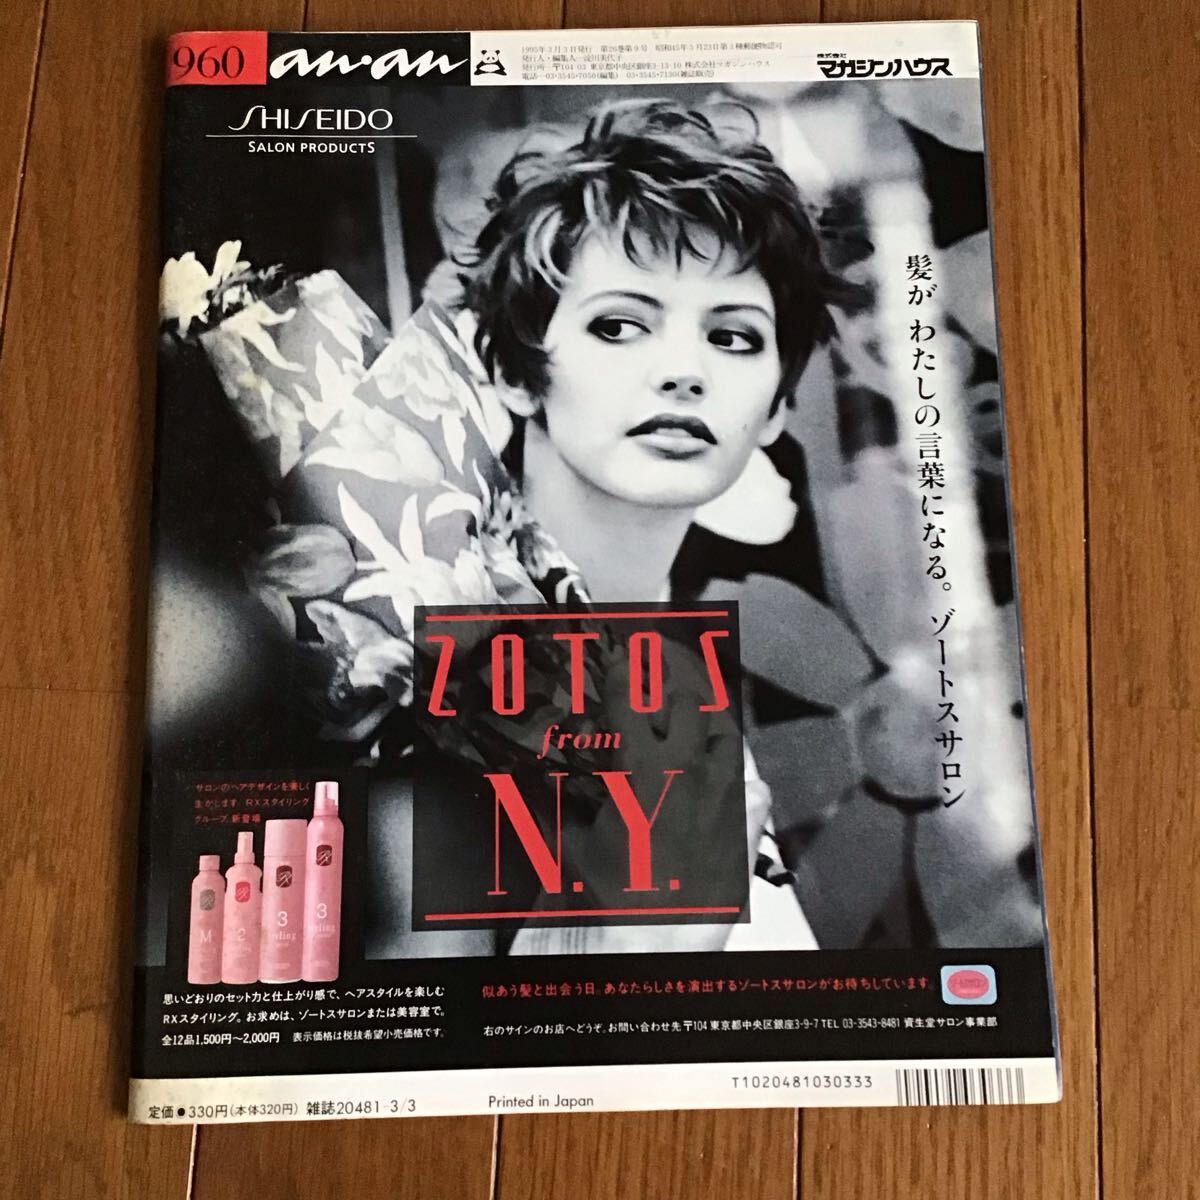 960
an・an
1995年3月3日発行 第26巻第9号 昭和45年3月23日第3種郵便物認可
発行人・編集人―淀川美代子
発行所―〒104-03 東京都中央区銀座3-13-10 株式会社マガジンハウス
電話―03・3545・7050(編集) 03・3545・7130(雑誌販売)
株式会社
マガジンハウス
SHISEIDO
SALON PRODUCTS
髪が わたしの言葉になる。 ゾートスサロン
ZOTOS
from
N.Y.
サロンのヘアデザインを楽しく
生かします。RXスタイリング
グループ、新登場
M
2
3
3
思いどおりのセット力と仕上がり感で、ヘアスタイルを楽しむ
RXスタイリング。お求めは、ゾートスサロンまたは美容室で。
全12品1,500円〜2,000円 表示価格は税抜希望小売価格です。
似あう髪と出会う日。あなたらしさを演出するゾートスサロンがお待ちしています。
右のサインのお店へどうぞ。お問い合わせ先 〒104 東京都中央区銀座3-9-7 TEL 03-3543-8481 資生堂サロン事業部
T1020481030333
定価●330円(本体320円) 雑誌20481-3/3
Printed in Japan